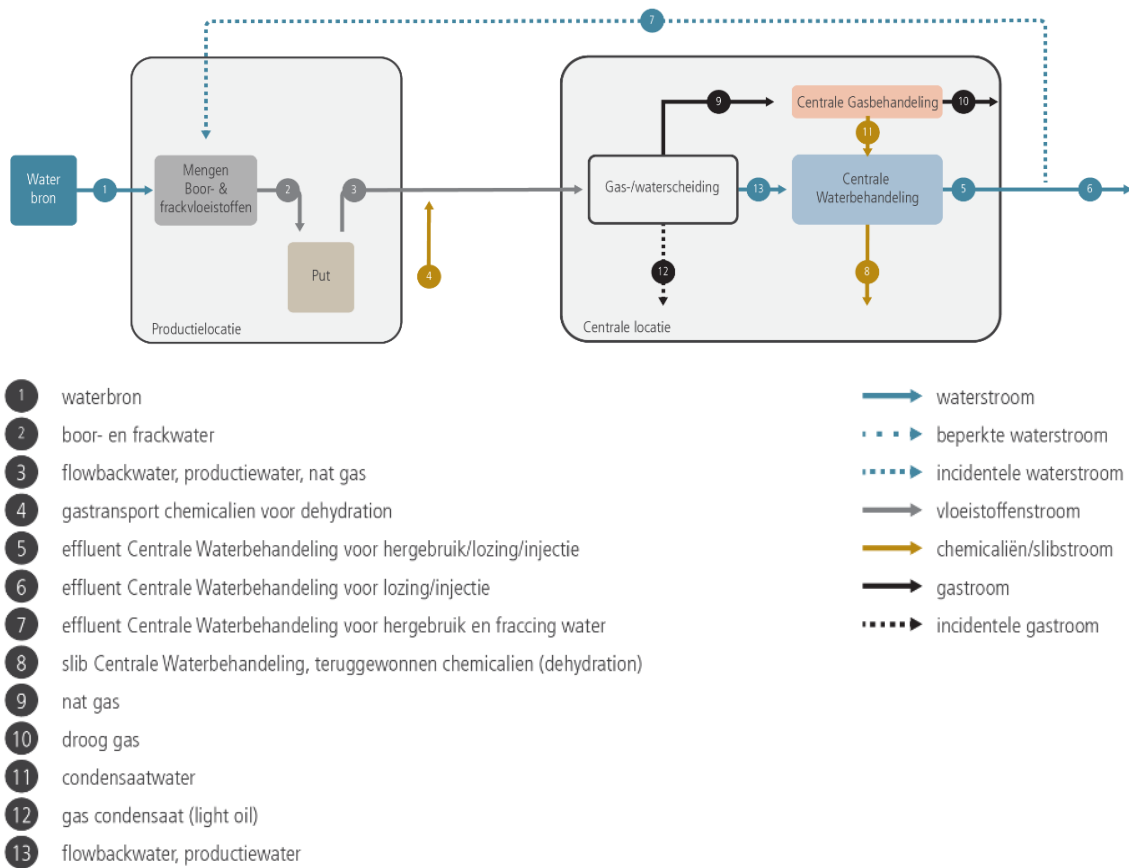 7
9
Centrale Gasbehandeling
10
11
Water
bron
1
Mengen
Boor- &
frackvloeistoffen
2
3
Gas-/waterscheiding
13
Centrale
Waterbehandeling
5
6
Put
4
12
8
Productielocatie
Centrale locatie
1 waterbron
2 boor- en frackwater
3 flowbackwater, productiewater, nat gas
4 gastransport chemicalien voor dehydration
5 effluent Centrale Waterbehandeling voor hergebruik/lozing/injectie
6 effluent Centrale Waterbehandeling voor lozing/injectie
7 effluent Centrale Waterbehandeling voor hergebruik en fraccing water
8 slib Centrale Waterbehandeling, teruggewonnen chemicalien (dehydration)
9 nat gas
10 droog gas
11 condensaatwater
12 gas condensaat (light oil)
13 flowbackwater, productiewater
waterstroom
beperkte waterstroom
incidentele waterstroom
vloeistoffenstroom
chemicaliën/slibstroom
gastroom
incidentele gastroom